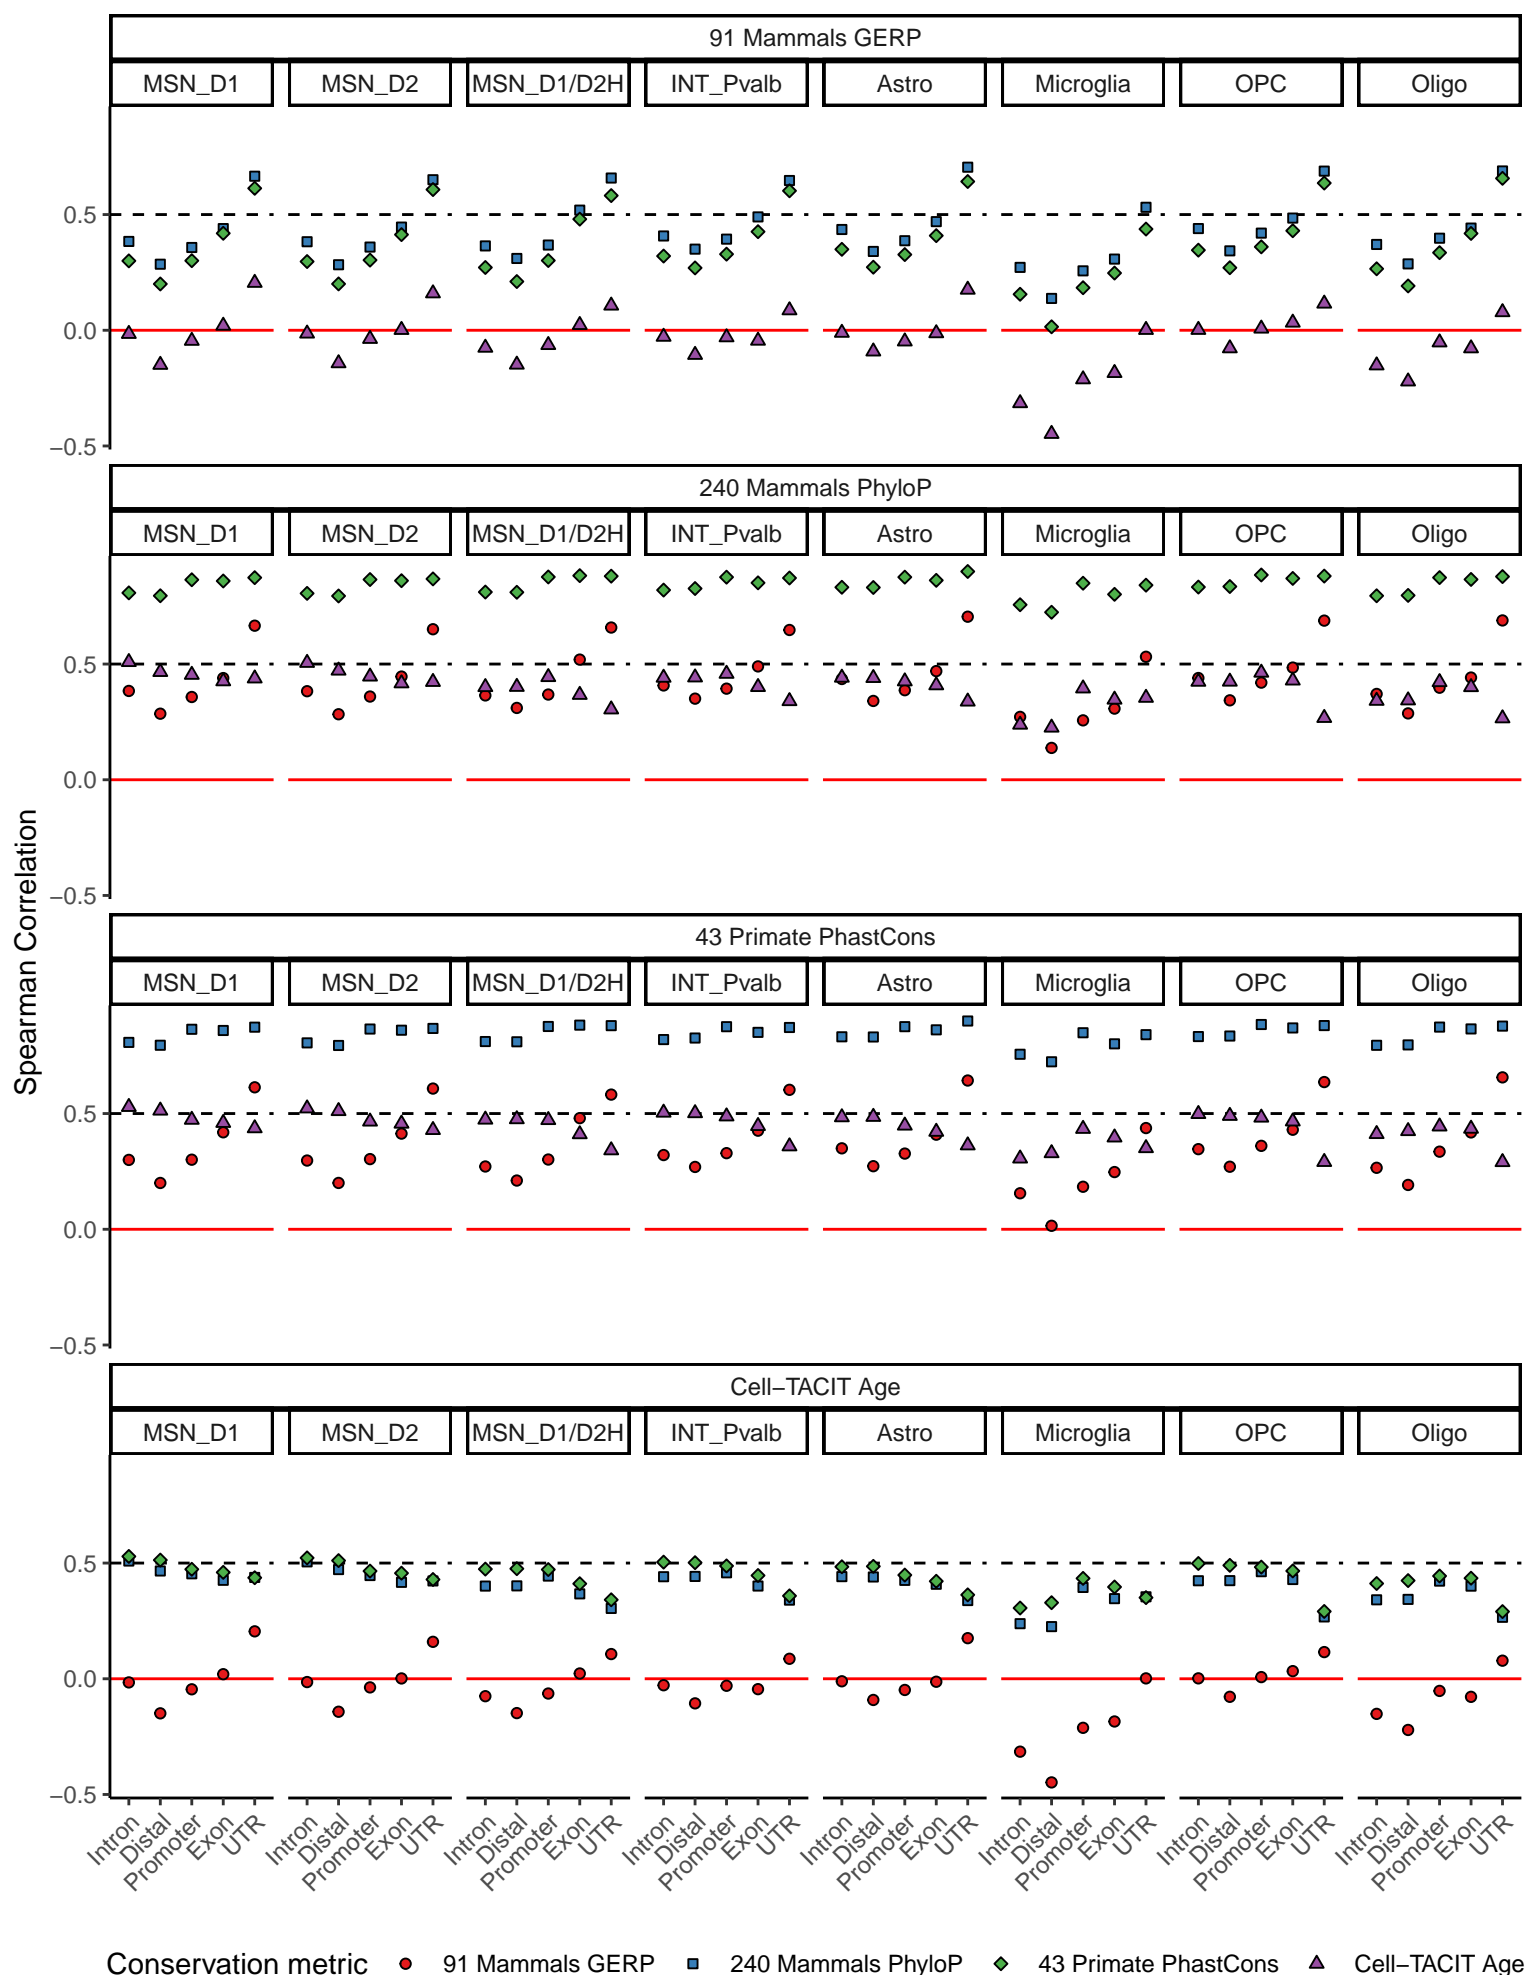 91 Mammals GERP
MSN_D1 MSN_D2 MSN_D1/D2H INT_Pvalb Astro Microglia OPC Oligo
0.5
0.0
−0.5
240 Mammals PhyloP
MSN_D1 MSN_D2 MSN_D1/D2H INT_Pvalb Astro Microglia OPC Oligo
0.5
0.0
−0.5
43 Primate PhastCons
MSN_D1 MSN_D2 MSN_D1/D2H INT_Pvalb Astro Microglia OPC Oligo
0.5
0.0
−0.5
Cell−TACIT Age
MSN_D1 MSN_D2 MSN_D1/D2H INT_Pvalb Astro Microglia OPC Oligo
0.5
0.0
−0.5
Spearman Correlation
Intron Distal Promoter Exon UTR Intron Distal Promoter Exon UTR Intron Distal Promoter Exon UTR Intron Distal Promoter Exon UTR Intron Distal Promoter Exon UTR Intron Distal Promoter Exon UTR Intron Distal Promoter Exon UTR Intron Distal Promoter Exon UTR
Conservation metric 91 Mammals GERP 240 Mammals PhyloP 43 Primate PhastCons Cell−TACIT Age